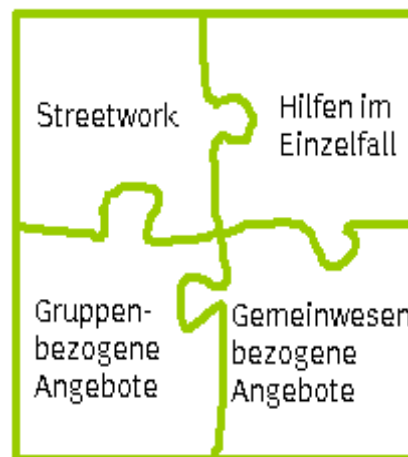 Streetwork
Hilfen im
Einzelfall
Gruppen-
bezogene
Angebote
Gemeinwesen
bezogene
Angebote